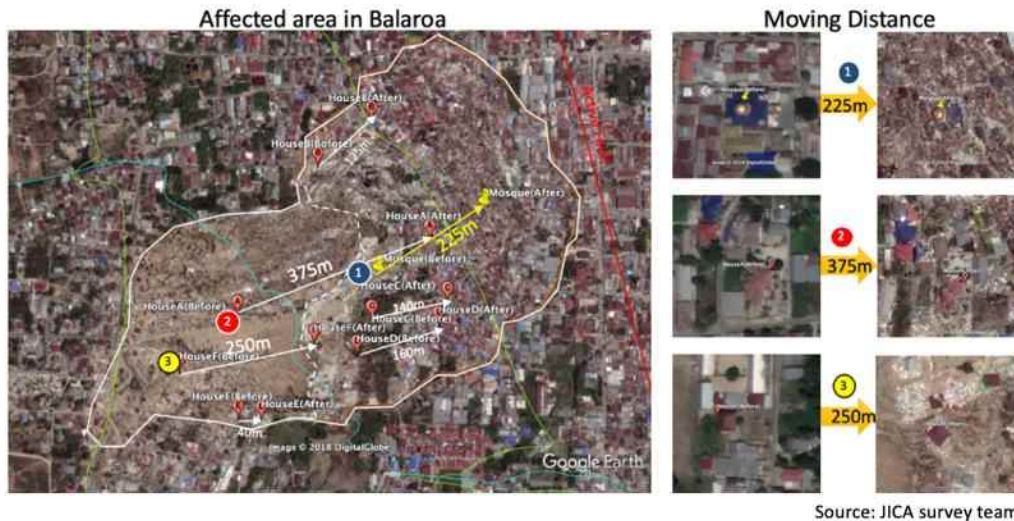 Affected area in Balaroa
HouseB(After)
HouseB(Before)
Mosque(After)
HouseA(After)
225m
375m
1
Mosque(Before)
HouseC(After)
HouseA(Before)
140m
HouseC(Before)
HouseD(After)
2
HouseF(After)
HouseD(Before)
250m
160m
3
HouseF(Before)
HouseE(Before)
HouseE(After)
40m
Image © 2018 DigitalGlobe
Google Earth
Moving Distance
1
225m
2
375m
3
250m
Source: JICA survey team